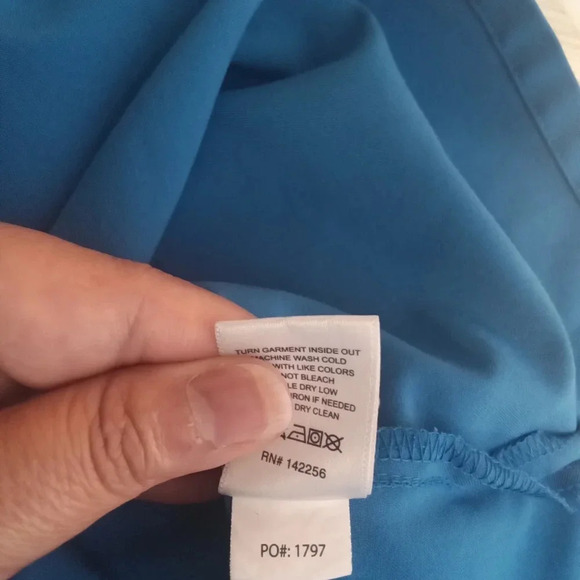 TURN GARMENT INSIDE OUT
MACHINE WASH COLD
WITH LIKE COLORS
NOT BLEACH
DRY LOW
IRON IF NEEDED
DRY CLEAN
RN# 142256
PO#: 1797